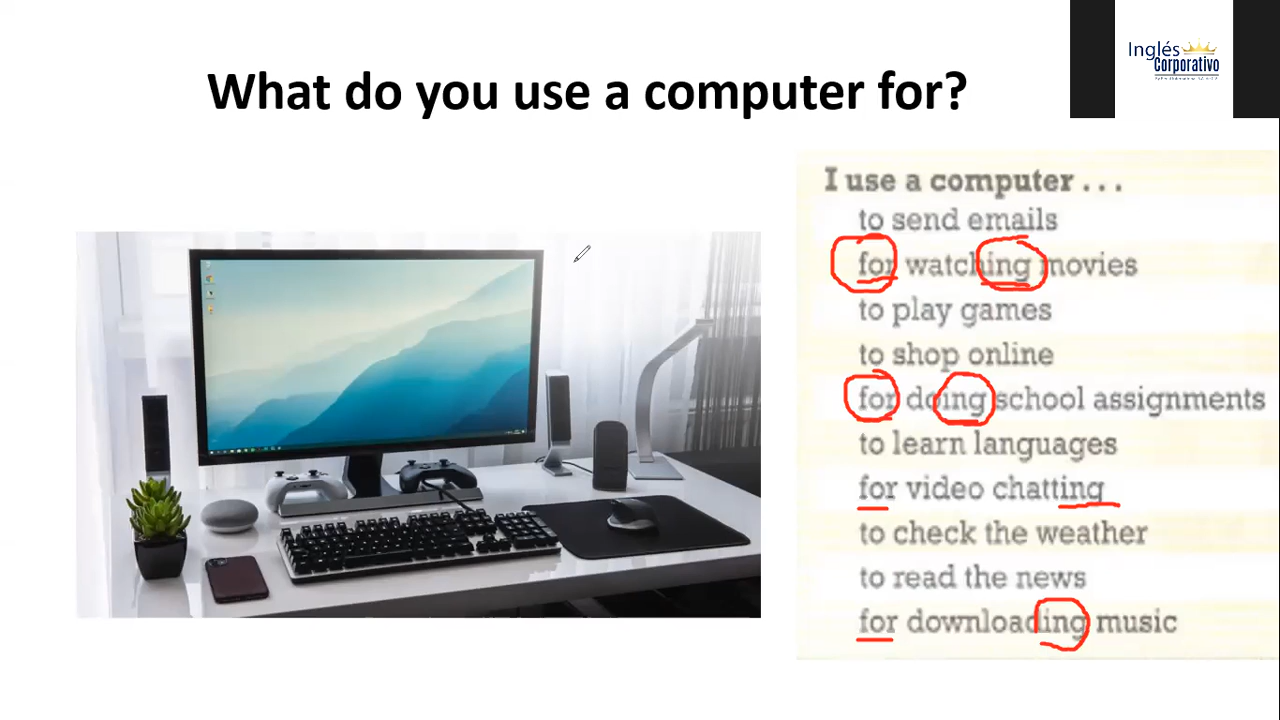 Inglés
Corporativo
What do you use a computer for?
I use a computer . . .
to send emails
for watching movies
to play games
to shop online
for doing school assignments
to learn languages
for video chatting
to check the weather
to read the news
for downloading music